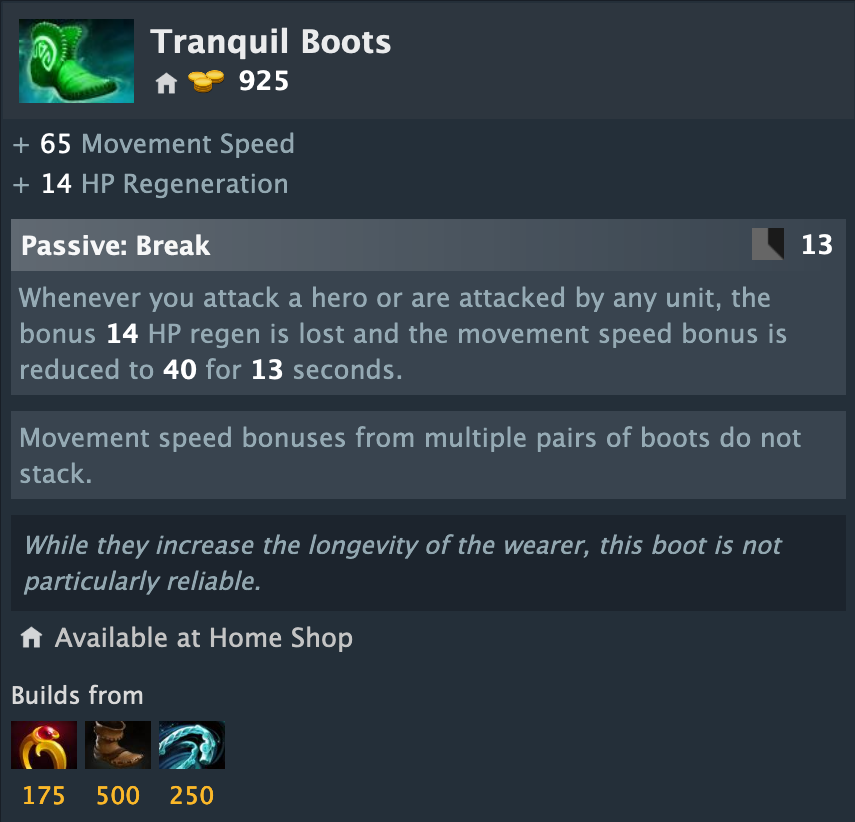 Tranquil Boots
925
+ 65 Movement Speed
+ 14 HP Regeneration
Passive: Break 13
Whenever you attack a hero or are attacked by any unit, the
bonus 14 HP regen is lost and the movement speed bonus is
reduced to 40 for 13 seconds.
Movement speed bonuses from multiple pairs of boots do not
stack.
While they increase the longevity of the wearer, this boot is not
particularly reliable.
Available at Home Shop
Builds from
175 500 250